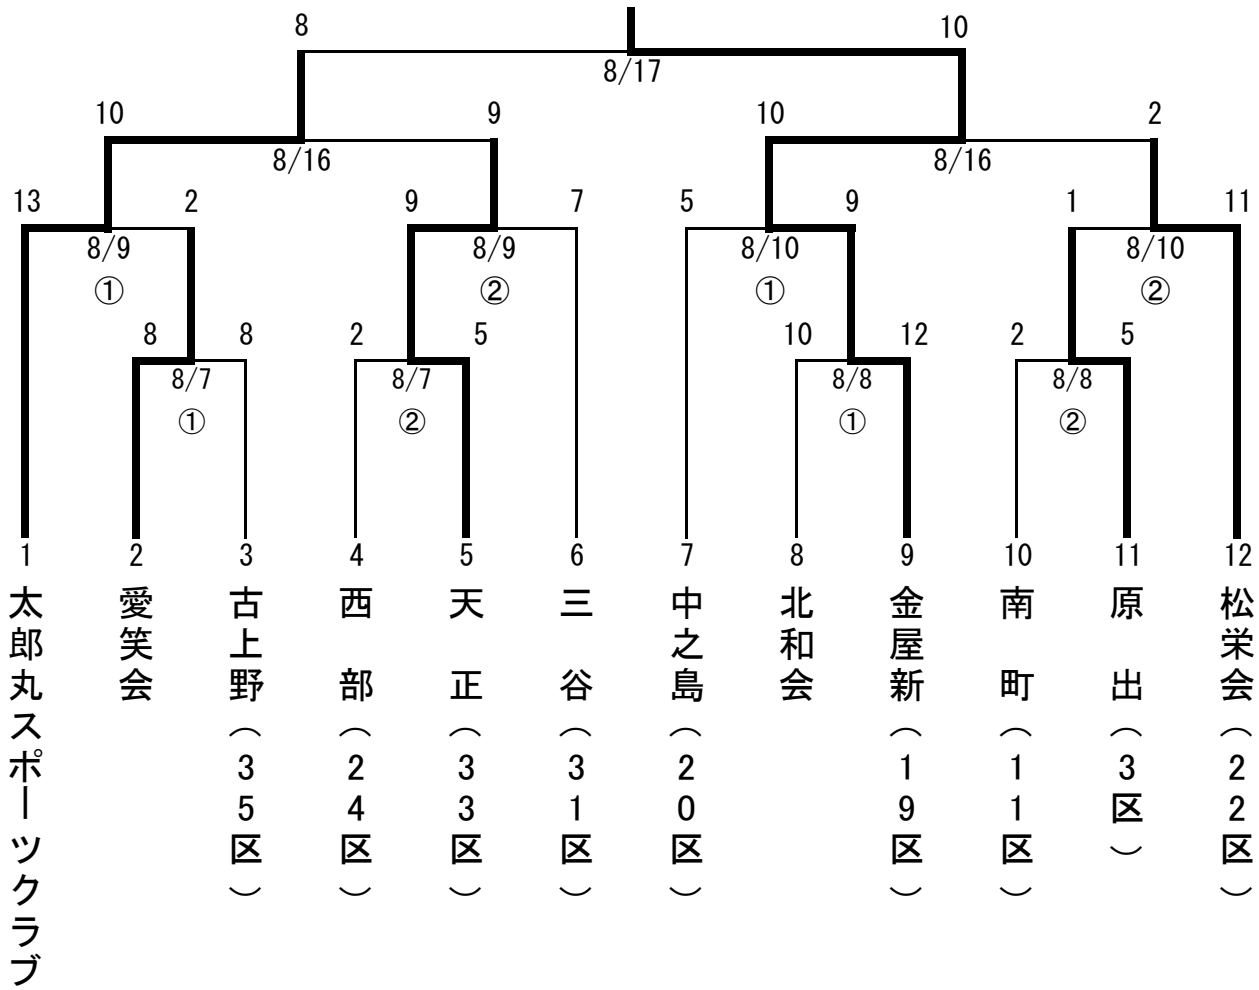 8 10
8/17
10 9 10 2
8/16 8/16
13 2 9 7 5 9 1 11
8/9 8/9 8/10 8/10
① ② ① ②
8 8 2 5 10 12 2 5
8/7 8/7 8/8 8/8
① ② ① ②
1 2 3 4 5 6 7 8 9 10 11 12
太郎丸スポーツクラブ
愛笑会
古上野（35区）
西　部（24区）
天　正（33区）
三　谷（31区）
中之島（20区）
北和会
金屋新（19区）
南　町（11区）
原　出（3区）
松栄会（22区）